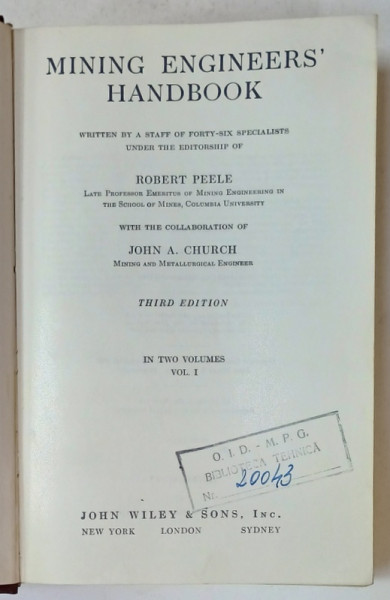 MINING ENGINEERS'
HANDBOOK
WRITTEN BY A STAFF OF FORTY-SIX SPECIALISTS
UNDER THE EDITORSHIP OF
ROBERT PEELE
Late Professor Emeritus of Mining Engineering in
the School of Mines, Columbia University
WITH THE COLLABORATION OF
JOHN A. CHURCH
Mining and Metallurgical Engineer
THIRD EDITION
IN TWO VOLUMES
VOL. I
O. I. D. - M. P. G.
BIBLIOTECA TEHNICĂ
Nr. 20043
JOHN WILEY & SONS, Inc.
NEW YORK LONDON SYDNEY